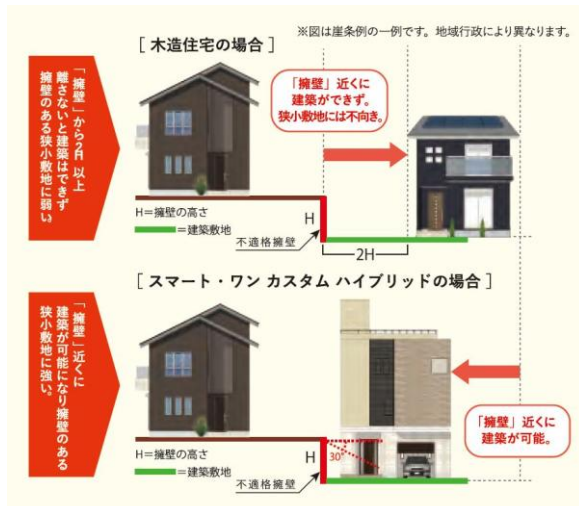 ※図は崖条例の一例です。地域行政により異なります。
[ 木造住宅の場合 ]
「擁壁」から2H 以上
離さないと建築はできず
擁壁のある狭小敷地に弱い
「擁壁」近くに
建築ができず。
狭小敷地には不向き。
H=擁壁の高さ
=建築敷地
H
不適格擁壁
2H
[ スマート・ワン カスタム ハイブリッドの場合 ]
「擁壁」近くに
建築が可能になり擁壁のある
狭小敷地に強い。
「擁壁」近くに
建築が可能。
H=擁壁の高さ
=建築敷地
H
30°
不適格擁壁